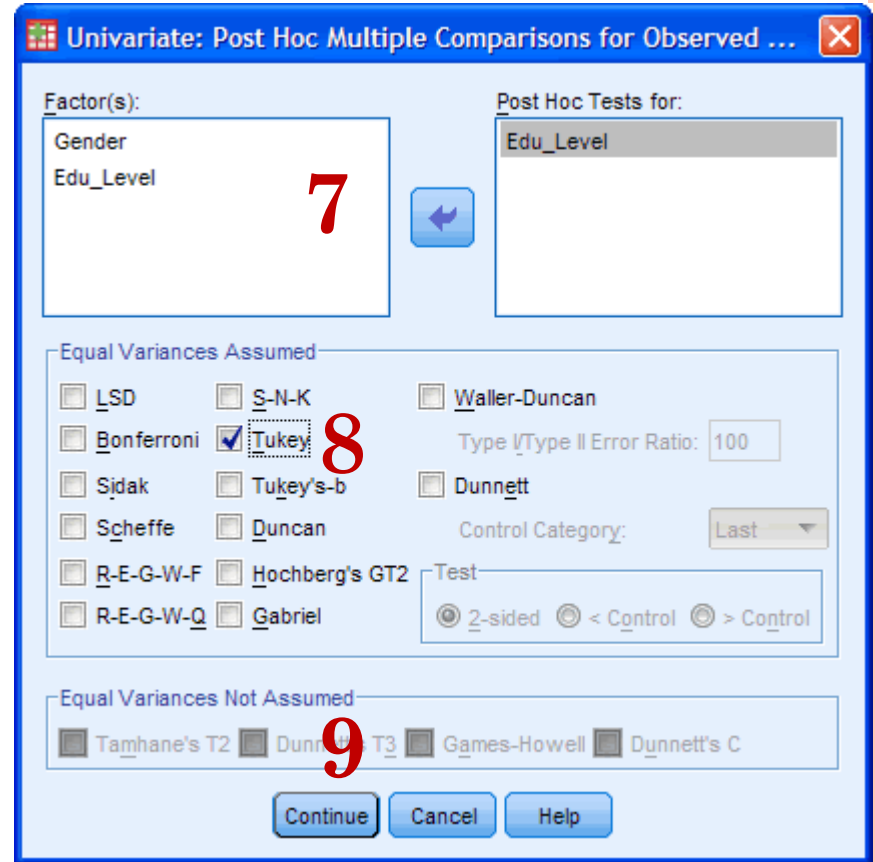 Univariate: Post Hoc Multiple Comparisons for Observed ...
Factor(s): Post Hoc Tests for:
Gender Edu_Level
Edu_Level
7
Equal Variances Assumed
LSD S-N-K Waller-Duncan
Bonferroni Tukey 8 Type I/Type II Error Ratio: 100
Sidak Tukey's-b Dunnett
Scheffe Duncan Control Category: Last
R-E-G-W-F Hochberg's GT2 Test
R-E-G-W-Q Gabriel 2-sided < Control > Control
Equal Variances Not Assumed
Tamhane's T2 Dunnett's T3 Games-Howell Dunnett's C
9
Continue Cancel Help